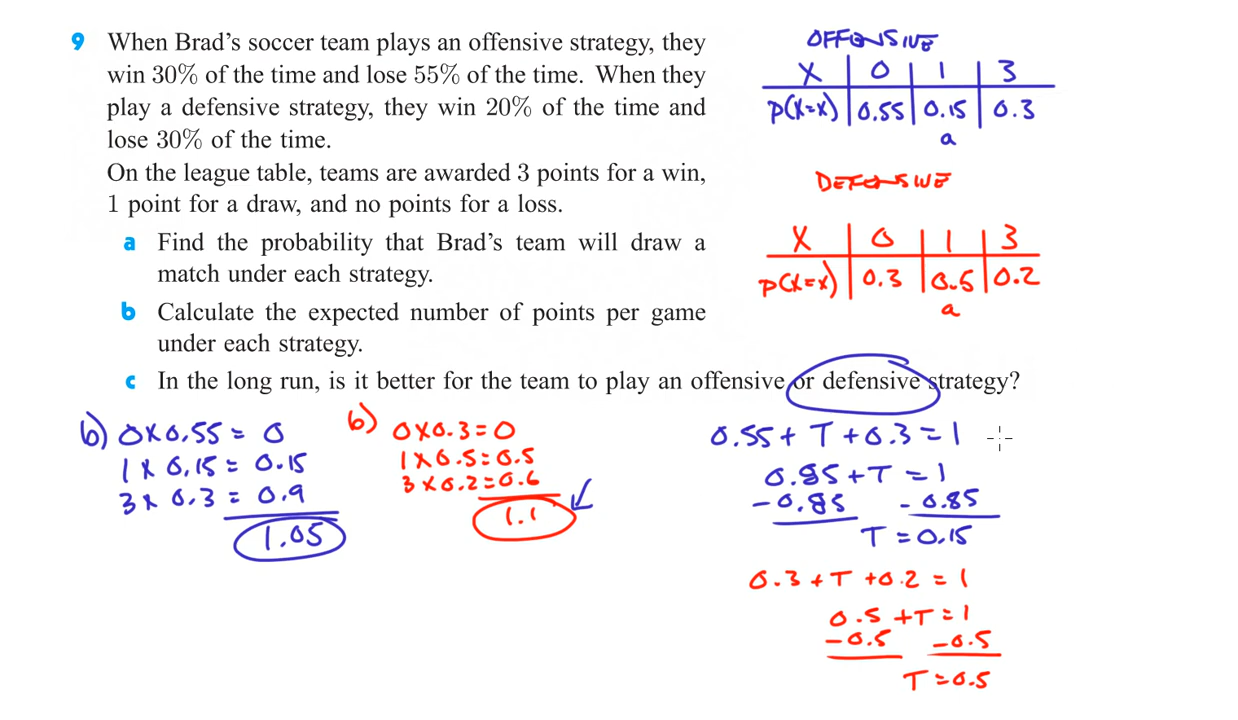 9 When Brad's soccer team plays an offensive strategy, they
win 30% of the time and lose 55% of the time. When they
play a defensive strategy, they win 20% of the time and
lose 30% of the time.
On the league table, teams are awarded 3 points for a win,
1 point for a draw, and no points for a loss.
a Find the probability that Brad's team will draw a
match under each strategy.
b Calculate the expected number of points per game
under each strategy.
c In the long run, is it better for the team to play an offensive or defensive strategy?
OFFENSIVE
X 0 1 3
P(X=x) 0.55 0.15 0.3
a
DEFENSIVE
X 0 1 3
P(X=x) 0.3 0.5 0.2
a
b) 0 x 0.55 = 0
1 x 0.15 = 0.15
3 x 0.3 = 0.9
1.05
b) 0 x 0.3 = 0
1 x 0.5 = 0.5
3 x 0.2 = 0.6
1.1
0.55 + T + 0.3 = 1
0.85 + T = 1
-0.85 -0.85
T = 0.15
0.3 + T + 0.2 = 1
0.5 + T = 1
-0.5 -0.5
T = 0.5